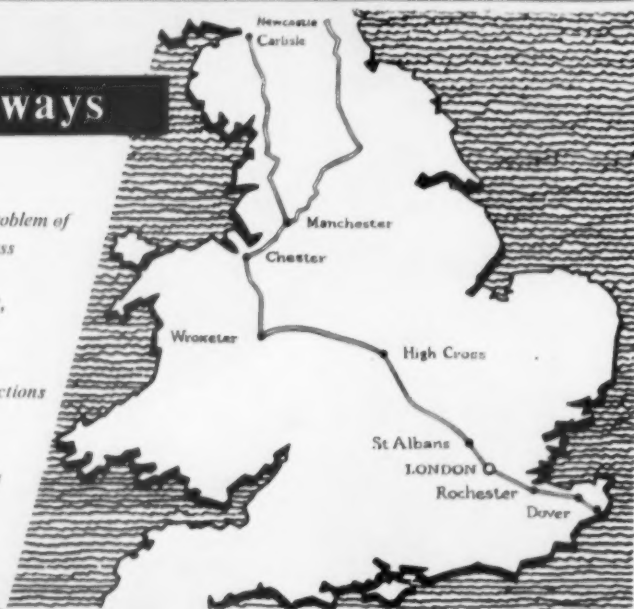 ways
oblem of
ss
ctions
Newcastle
Carlisle
Manchester
Chester
Wroxeter
High Cross
St Albans
LONDON
Rochester
Dover